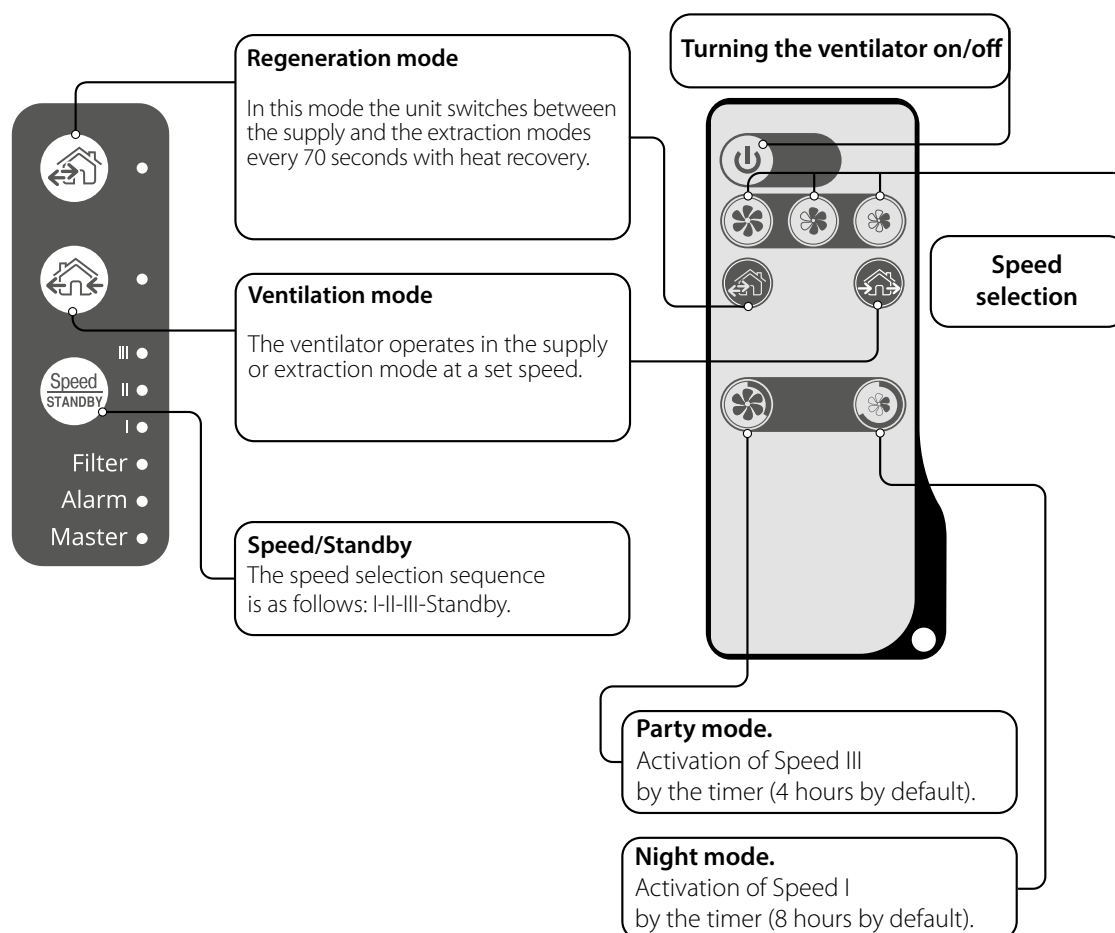 Regeneration mode
In this mode the unit switches between
the supply and the extraction modes
every 70 seconds with heat recovery.
Turning the ventilator on/off
Speed
selection
Ventilation mode
The ventilator operates in the supply
or extraction mode at a set speed.
III
Speed
STANDBY
II
I
Filter
Alarm
Master
Speed/Standby
The speed selection sequence
is as follows: I-II-III-Standby.
Party mode.
Activation of Speed III
by the timer (4 hours by default).
Night mode.
Activation of Speed I
by the timer (8 hours by default).